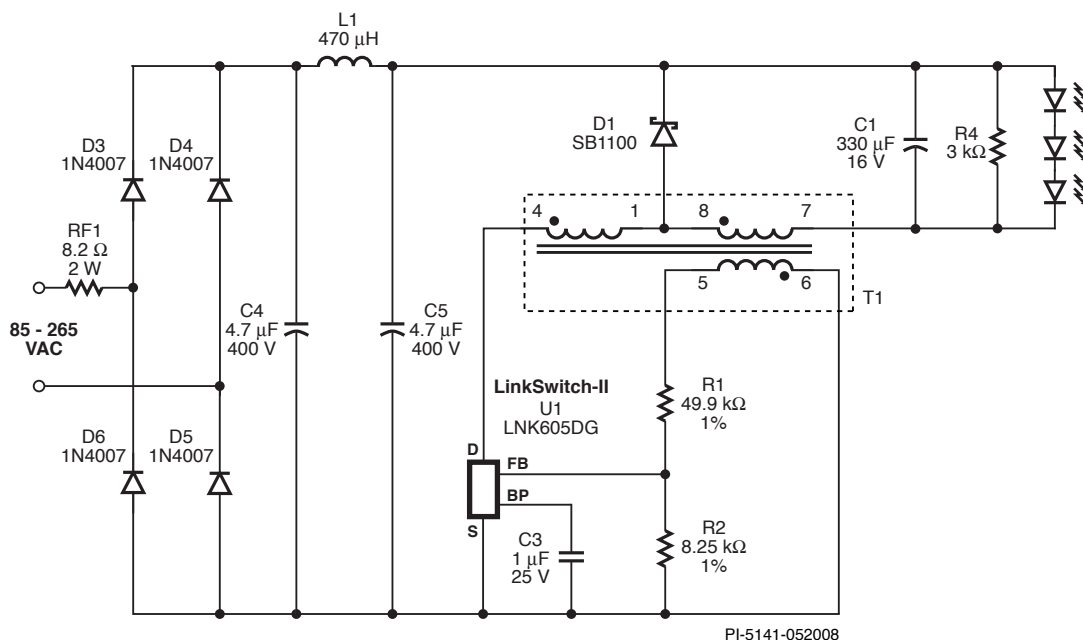 L1
470 µH
D3
1N4007
D4
1N4007
D1
SB1100
C1
330 µF
16 V
R4
3 kΩ
4
1
8
7
RF1
8.2 Ω
2 W
5
6
T1
85 - 265
VAC
C4
4.7 µF
400 V
C5
4.7 µF
400 V
LinkSwitch-II
U1
LNK605DG
R1
49.9 kΩ
1%
D6
1N4007
D5
1N4007
D
FB
BP
S
R2
8.25 kΩ
1%
C3
1 µF
25 V
PI-5141-052008